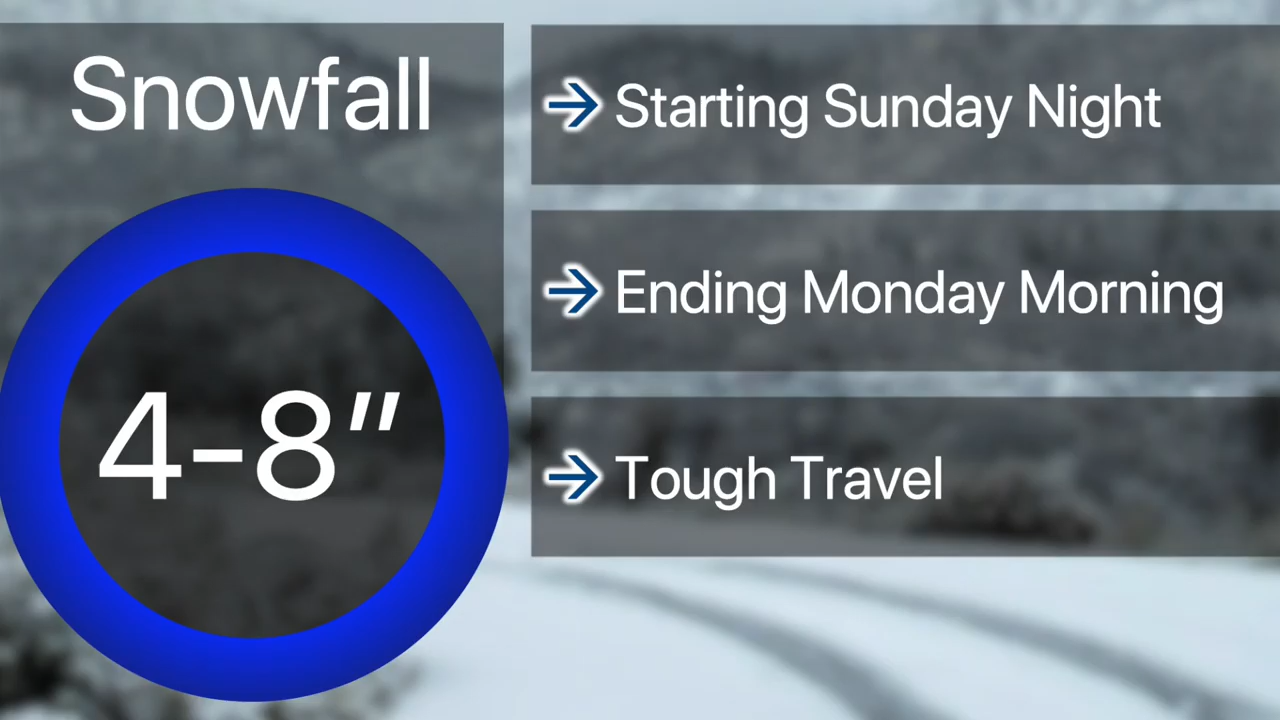 Snowfall
4-8"
Starting Sunday Night
Ending Monday Morning
Tough Travel